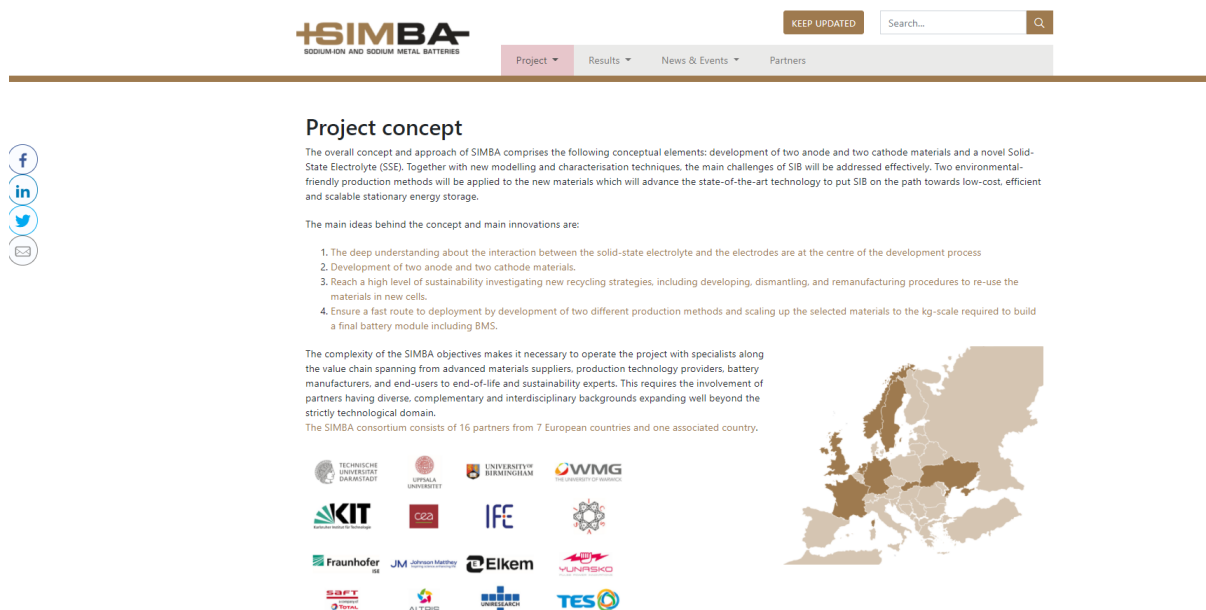 SIMBA
SODIUM-ION AND SODIUM METAL BATTERIES
KEEP UPDATED
Search...
Project
Results
News & Events
Partners
Project concept
The overall concept and approach of SIMBA comprises the following conceptual elements: development of two anode and two cathode materials and a novel Solid-
State Electrolyte (SSE). Together with new modelling and characterisation techniques, the main challenges of SIB will be addressed effectively. Two environmental-
friendly production methods will be applied to the new materials which will advance the state-of-the-art technology to put SIB on the path towards low-cost, efficient
and scalable stationary energy storage.
The main ideas behind the concept and main innovations are:
1. The deep understanding about the interaction between the solid-state electrolyte and the electrodes are at the centre of the development process
2. Development of two anode and two cathode materials.
3. Reach a high level of sustainability investigating new recycling strategies, including developing, dismantling, and remanufacturing procedures to re-use the
materials in new cells.
4. Ensure a fast route to deployment by development of two different production methods and scaling up the selected materials to the kg-scale required to build
a final battery module including BMS.
The complexity of the SIMBA objectives makes it necessary to operate the project with specialists along
the value chain spanning from advanced materials suppliers, production technology providers, battery
manufacturers, and end-users to end-of-life and sustainability experts. This requires the involvement of
partners having diverse, complementary and interdisciplinary backgrounds expanding well beyond the
strictly technological domain.
The SIMBA consortium consists of 16 partners from 7 European countries and one associated country.
TECHNISCHE
UNIVERSITÄT
DARMSTADT
UPPSALA
UNIVERSITET
UNIVERSITY OF
BIRMINGHAM
WMG
THE UNIVERSITY OF WARWICK
KIT
Karlsruher Institut für Technologie
cea
IFE
Fraunhofer
ISE
JM Johnson Matthey
Elkem
YUNASKO
SAFT
TOTAL
ALTRIS
UNIRESEARCH
TES